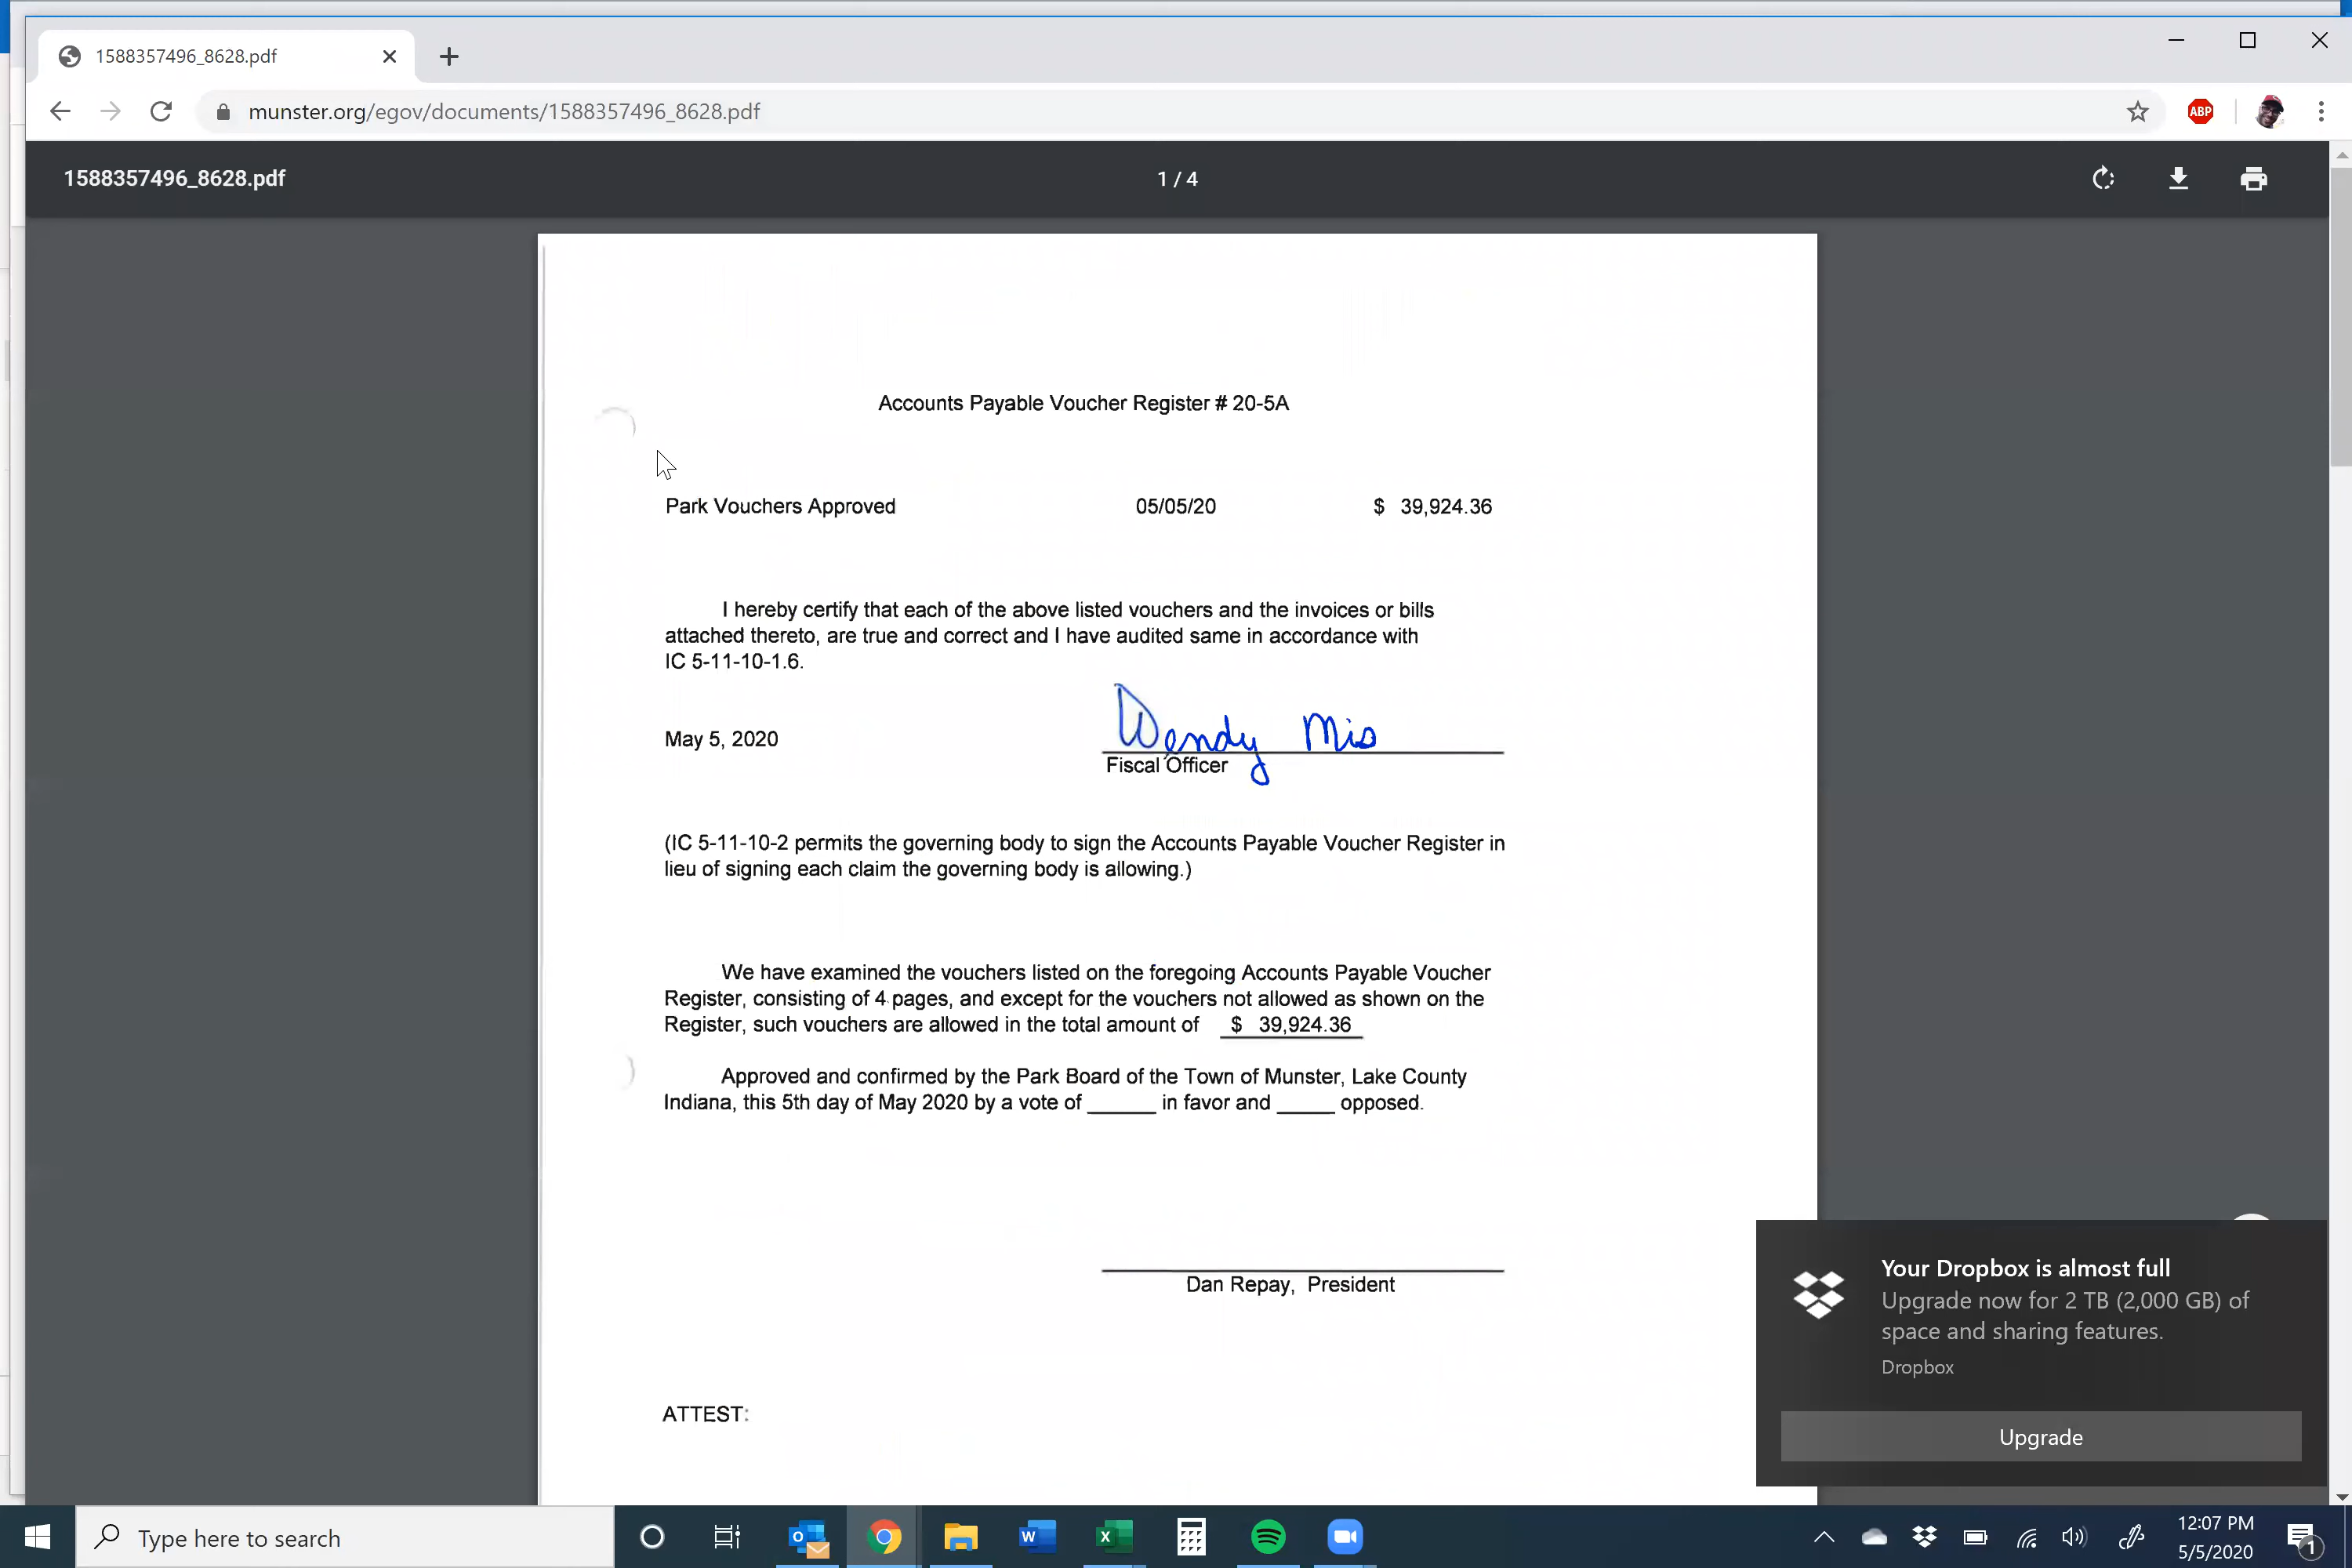 1588357496_8628.pdf
munster.org/egov/documents/1588357496_8628.pdf
ABP
1588357496_8628.pdf
1 / 4
Accounts Payable Voucher Register # 20-5A
Park Vouchers Approved 05/05/20 $ 39,924.36
I hereby certify that each of the above listed vouchers and the invoices or bills
attached thereto, are true and correct and I have audited same in accordance with
IC 5-11-10-1.6.
Wendy Mis
May 5, 2020
Fiscal Officer
(IC 5-11-10-2 permits the governing body to sign the Accounts Payable Voucher Register in
lieu of signing each claim the governing body is allowing.)
We have examined the vouchers listed on the foregoing Accounts Payable Voucher
Register, consisting of 4 pages, and except for the vouchers not allowed as shown on the
Register, such vouchers are allowed in the total amount of $ 39,924.36
Approved and confirmed by the Park Board of the Town of Munster, Lake County
Indiana, this 5th day of May 2020 by a vote of ______ in favor and _____ opposed.
Dan Repay, President
ATTEST:
Your Dropbox is almost full
Upgrade now for 2 TB (2,000 GB) of
space and sharing features.
Dropbox
Upgrade
Type here to search
12:07 PM
5/5/2020
1